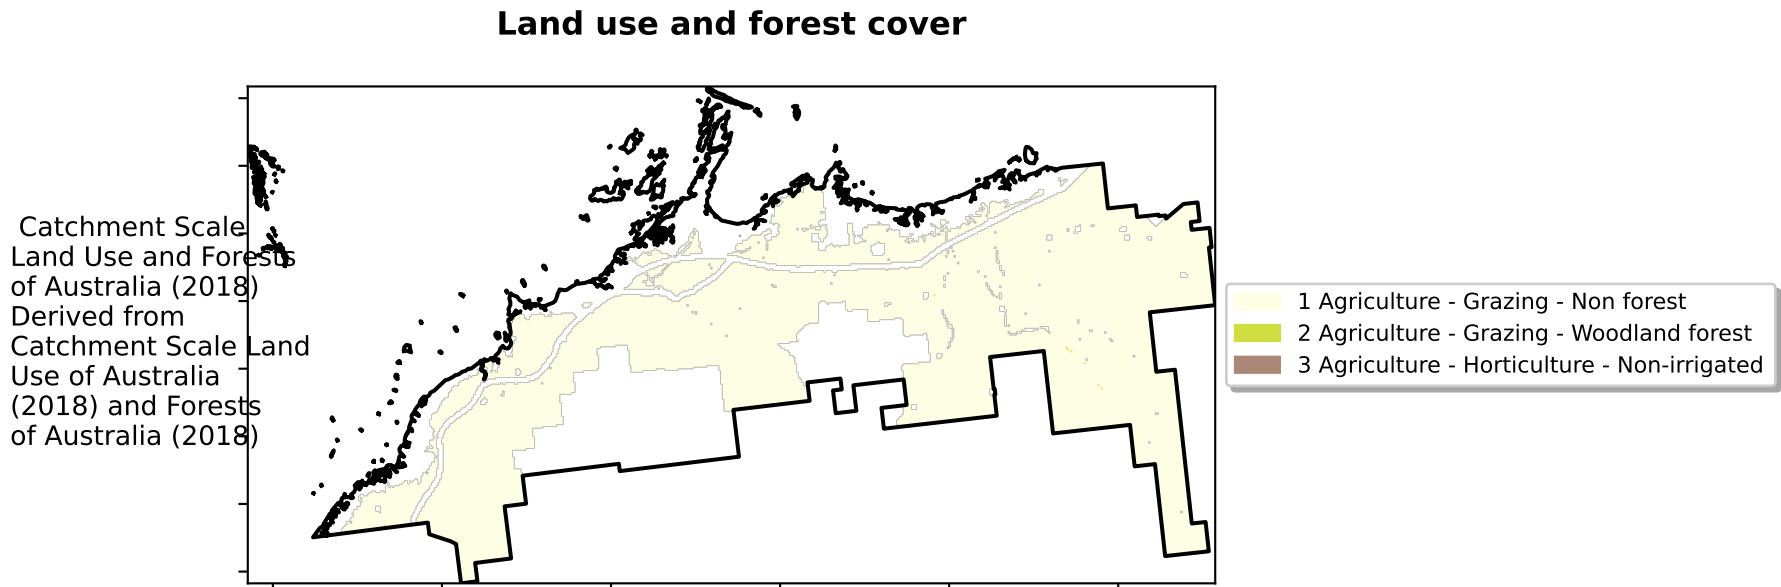 Land use and forest cover
Catchment Scale
Land Use and Forests
of Australia (2018)
Derived from
Catchment Scale Land
Use of Australia
(2018) and Forests
of Australia (2018)
1 Agriculture - Grazing - Non forest
2 Agriculture - Grazing - Woodland forest
3 Agriculture - Horticulture - Non-irrigated